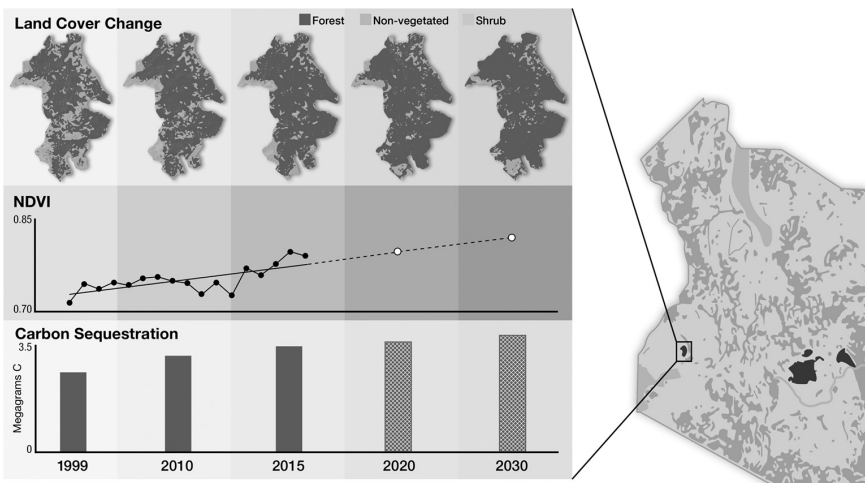 Land Cover Change
Forest Non-vegetated Shrub
NDVI
0.85
0.70
Carbon Sequestration
3.5
Megagrams C
0
1999 2010 2015 2020 2030